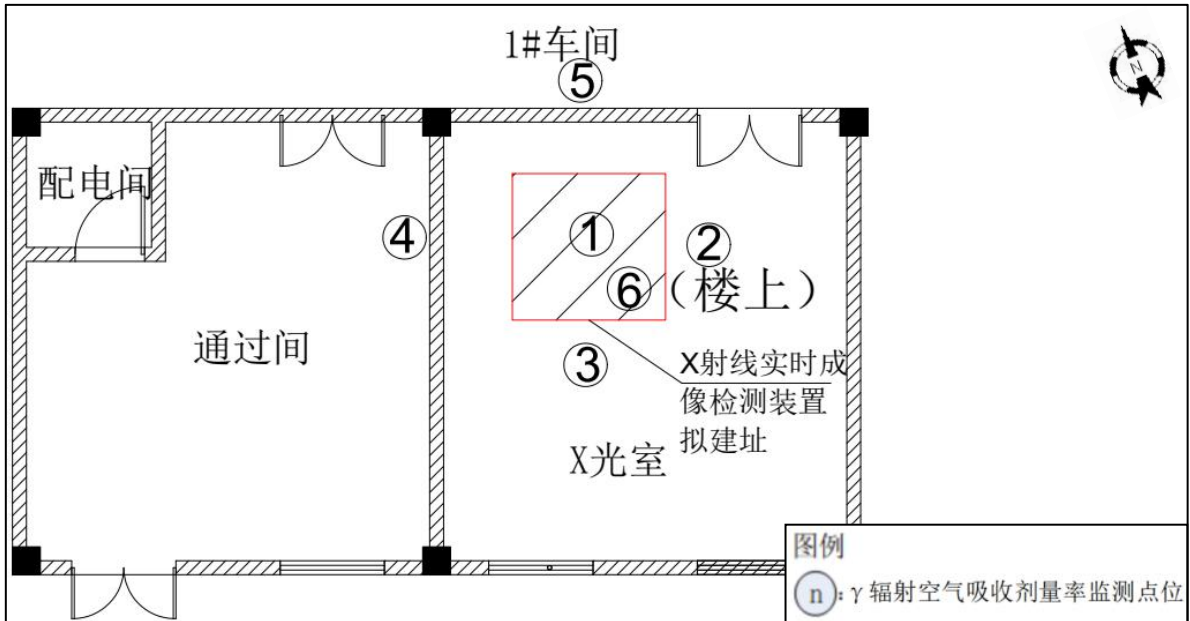 1#车间
⑤
N
配电间
④
①
②
⑥（楼上）
通过间
③
X射线实时成
像检测装置
拟建址
X光室
图例
n：γ辐射空气吸收剂量率监测点位